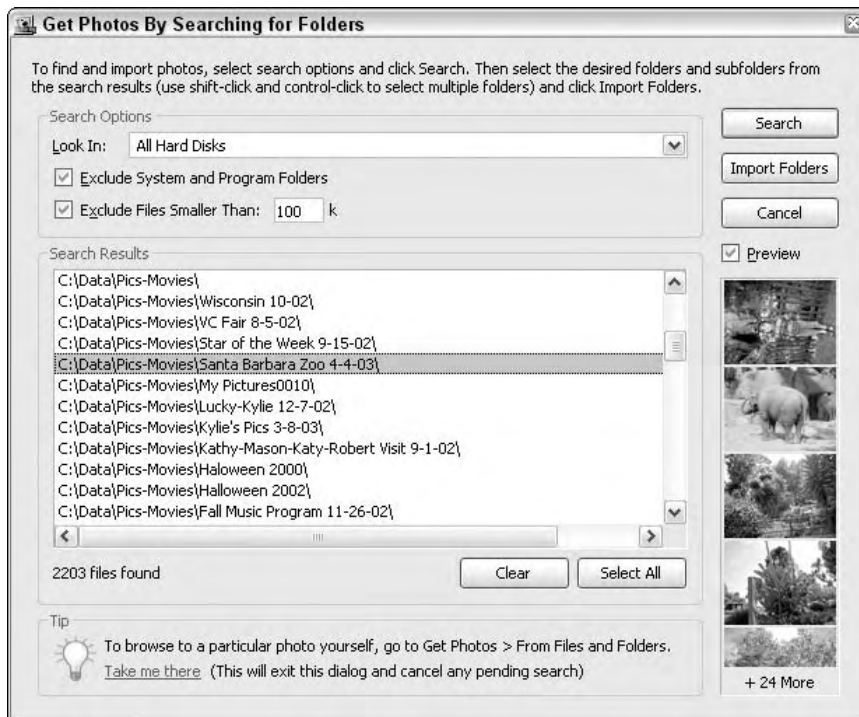 Get Photos By Searching for Folders
To find and import photos, select search options and click Search. Then select the desired folders and subfolders from
the search results (use shift-click and control-click to select multiple folders) and click Import Folders.
Search Options
Look In: All Hard Disks
Exclude System and Program Folders
Exclude Files Smaller Than: 100 k
Search
Import Folders
Cancel
Preview
Search Results
C:\Data\Pics-Movies\
C:\Data\Pics-Movies\Wisconsin 10-02\
C:\Data\Pics-Movies\VC Fair 8-5-02\
C:\Data\Pics-Movies\Star of the Week 9-15-02\
C:\Data\Pics-Movies\Santa Barbara Zoo 4-4-03\
C:\Data\Pics-Movies\My Pictures0010\
C:\Data\Pics-Movies\Lucky-Kylie 12-7-02\
C:\Data\Pics-Movies\Kylie's Pics 3-8-03\
C:\Data\Pics-Movies\Kathy-Mason-Katy-Robert Visit 9-1-02\
C:\Data\Pics-Movies\Haloween 2000\
C:\Data\Pics-Movies\Halloween 2002\
C:\Data\Pics-Movies\Fall Music Program 11-26-02\
2203 files found
Clear
Select All
Tip
To browse to a particular photo yourself, go to Get Photos > From Files and Folders.
Take me there (This will exit this dialog and cancel any pending search)
+ 24 More